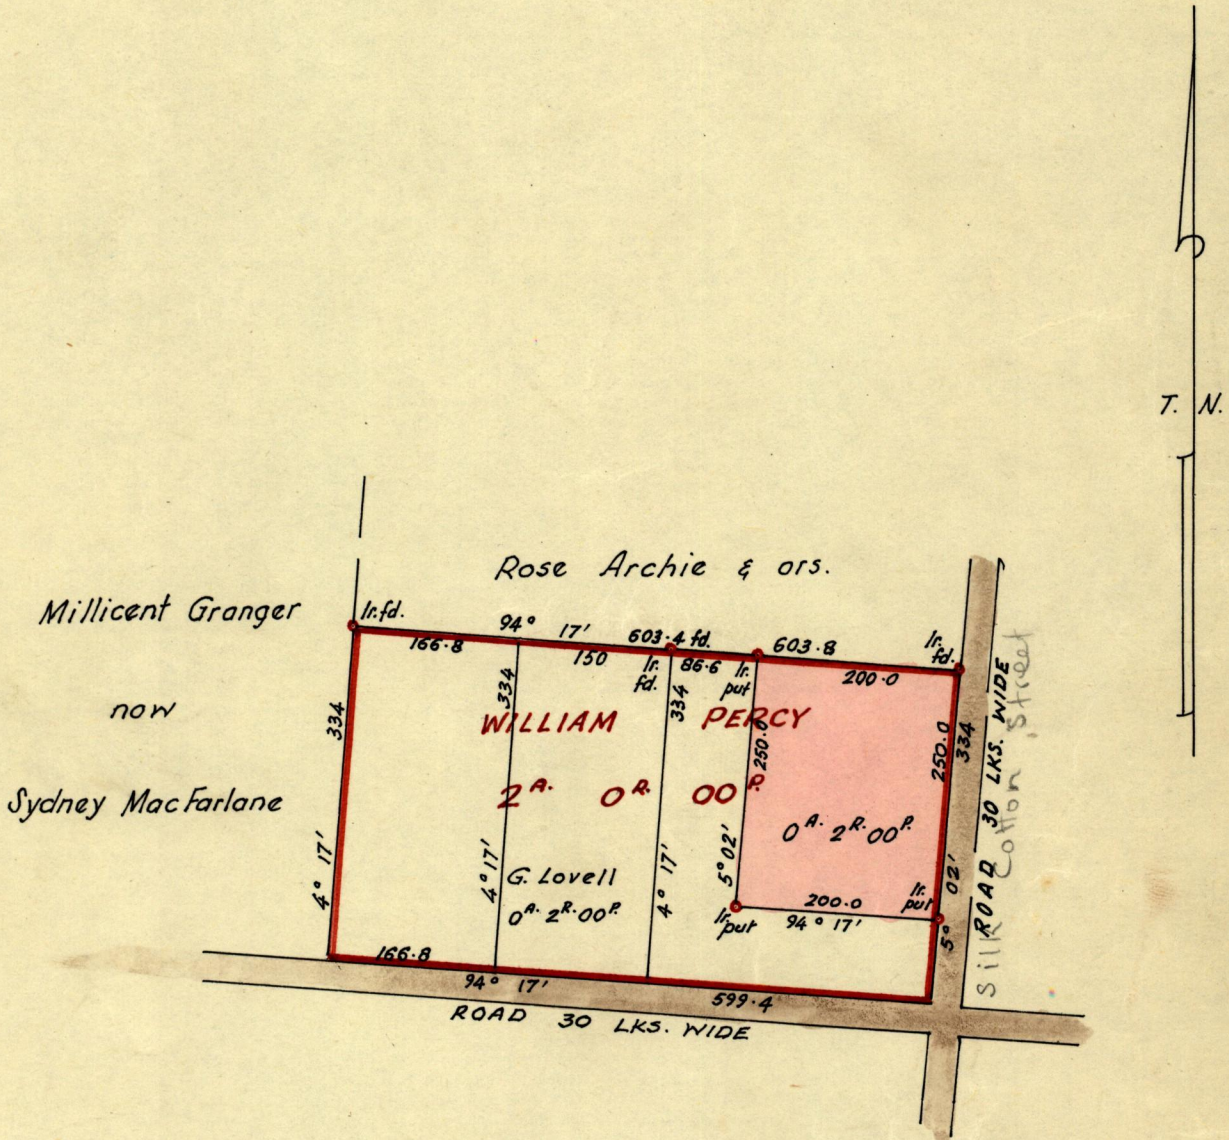 T. N.
Rose Archie & ors.
Millicent Granger
now
Sydney MacFarlane
Ir. fd.
94° 17'
603.4 fd.
603.8
Ir. fd.
166.8
150
Ir. fd.
86.6
Ir. put
200.0
334
334
334
250.0
250.0
334
WILLIAM PERCY
2A. 0R. 00P.
0A. 2R. 00P.
4° 17'
4° 17'
G. Lovell
0A. 2R. 00P.
4° 17'
5° 02'
Ir. put
200.0
94° 17'
Ir. put
5° 02'
ROAD 30 LKS. WIDE
Silk Cotton Street
166.8
94° 17'
599.4
ROAD 30 LKS. WIDE